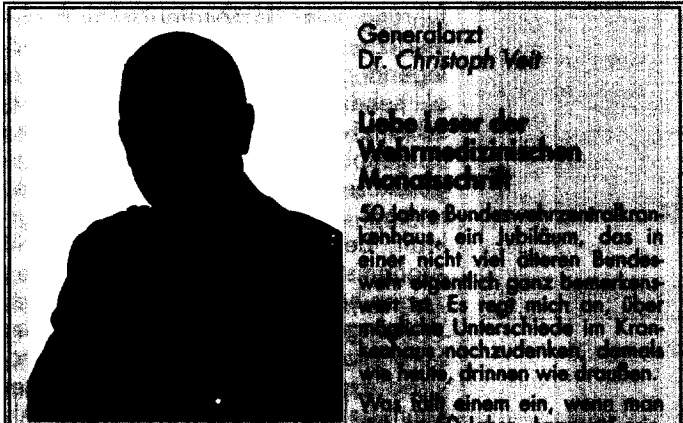 Generalarzt
Dr. Christoph Veit
Liebe Leser der
Wehrmedizinischen
Monatsschrift
50 Jahre Bundeswehrzentralkran-
kenhaus, ein Jubiläum, das in
einer nicht viel älteren Bundes-
wehr eigentlich ganz bemerkens-
wert ist. Es regt mich an, über
mögliche Unterschiede im Kran-
kenhaus nachzudenken, damals
wie heute, drinnen wie draußen.
Was fällt einem ein, wenn man